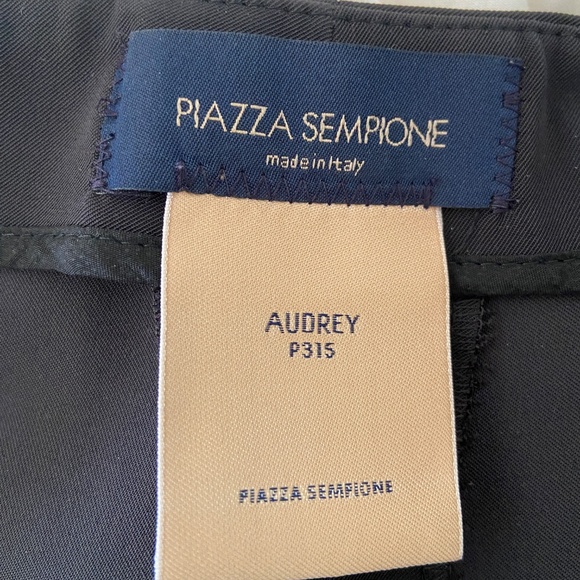 PIAZZA SEMPIONE
made in Italy
AUDREY
P315
PIAZZA SEMPIONE